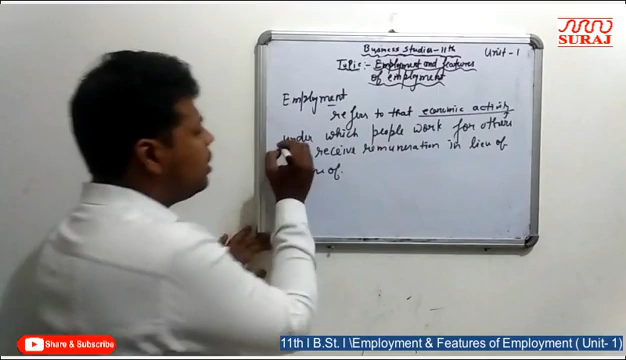 SURAJ
Business Studies-11th
Unit-1
Topic:- Employment and features
of employment
Employment
refers to that economic activity
under which people work for others
receive remuneration in lieu of
of.
Share & Subscribe
11th I B.St. I \Employment & Features of Employment ( Unit- 1)